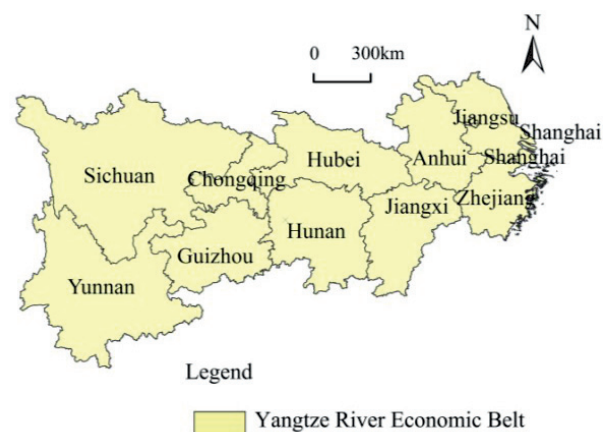 N
0 300km
Jiangsu
Shanghai
Hubei
Anhui
Shanghai
Sichuan
Chongqing
Zhejiang
Jiangxi
Hunan
Guizhou
Yunnan
Legend
Yangtze River Economic Belt